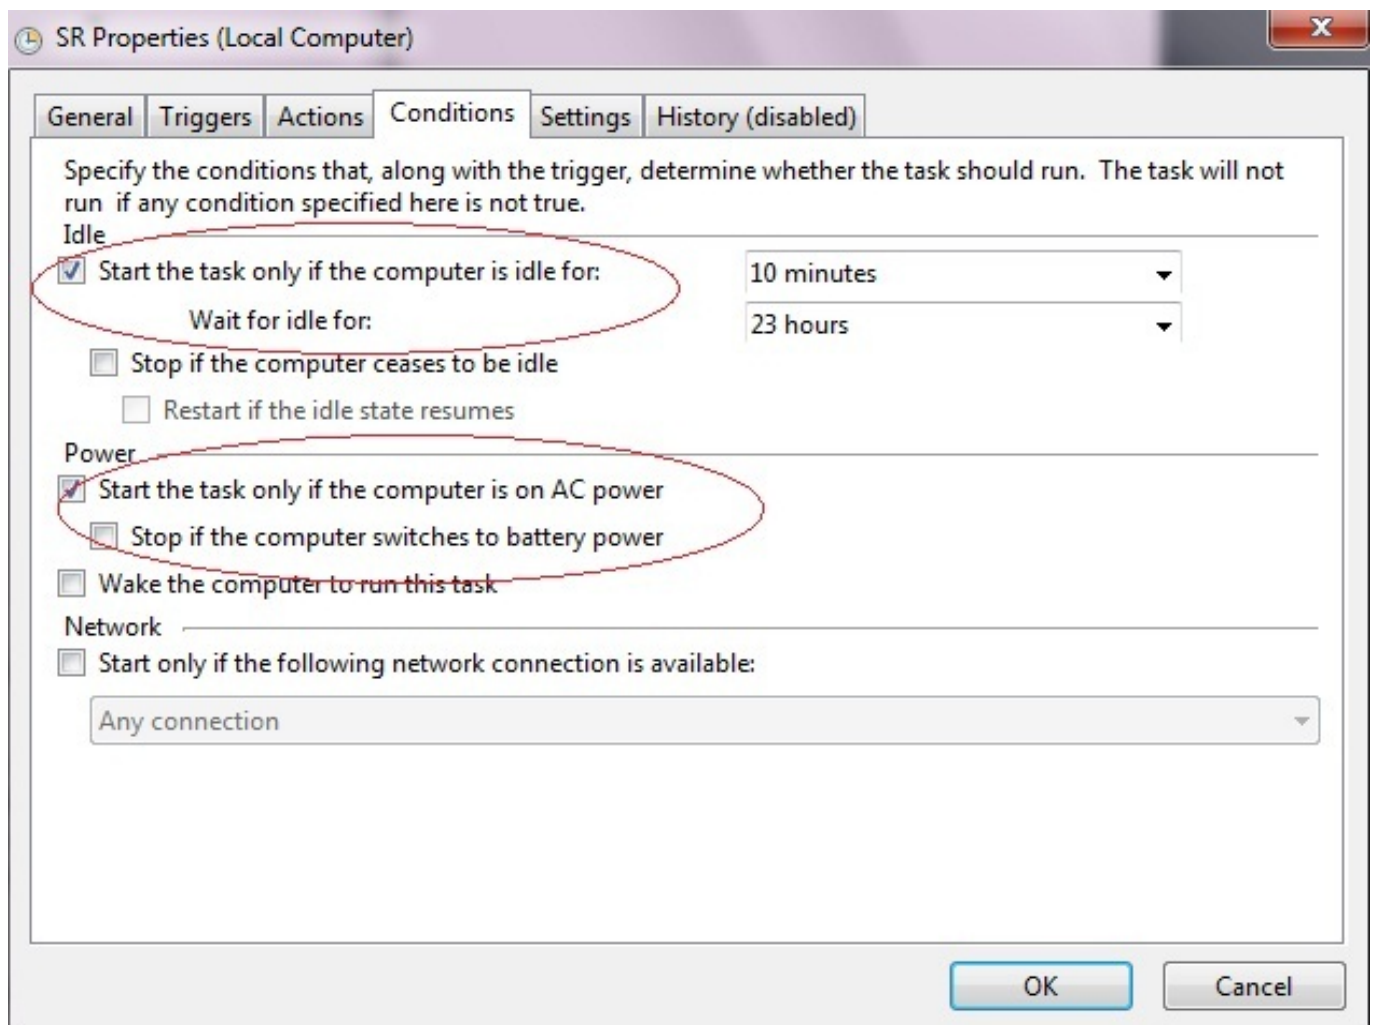 SR Properties (Local Computer)
General Triggers Actions Conditions Settings History (disabled)
Specify the conditions that, along with the trigger, determine whether the task should run. The task will not
run if any condition specified here is not true.
Idle
Start the task only if the computer is idle for: 10 minutes
Wait for idle for: 23 hours
Stop if the computer ceases to be idle
Restart if the idle state resumes
Power
Start the task only if the computer is on AC power
Stop if the computer switches to battery power
Wake the computer to run this task
Network
Start only if the following network connection is available:
Any connection
OK Cancel